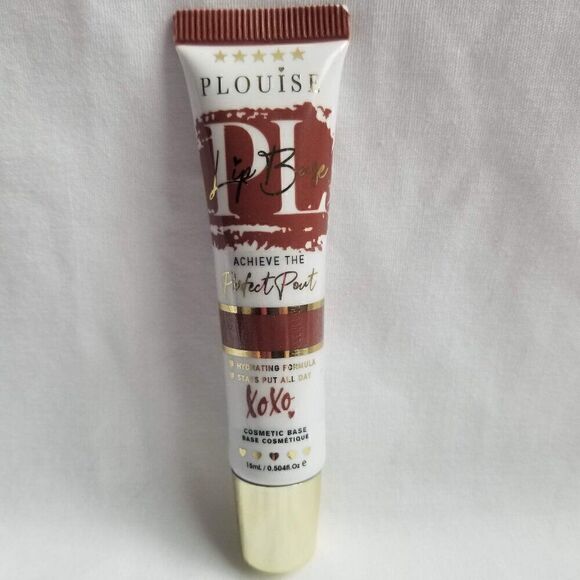 PLOUiSE
PL
Lip Base
ACHIEVE THE
Perfect Pout
HYDRATING FORMULA
STAYS PUT ALL DAY
XoXo
COSMETIC BASE
BASE COSMÉTIQUE
15mL / 0.504fl.Oz e